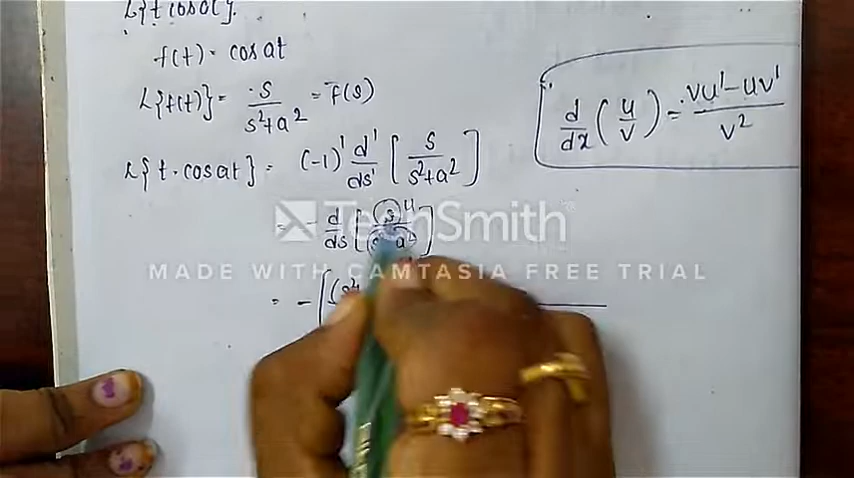 L{t cosat}.
f(t) = cosat
L{f(t)} = s/(s²+a²) = F(s)
L{t·cosat} = (-1)¹ d¹/ds¹ [s/(s²+a²)]
d/dx (u/v) = (vu' - uv')/v²
= - d/ds [s u
TechSmith
MADE WITH CAMTASIA FREE TRIAL
= - [(s²+